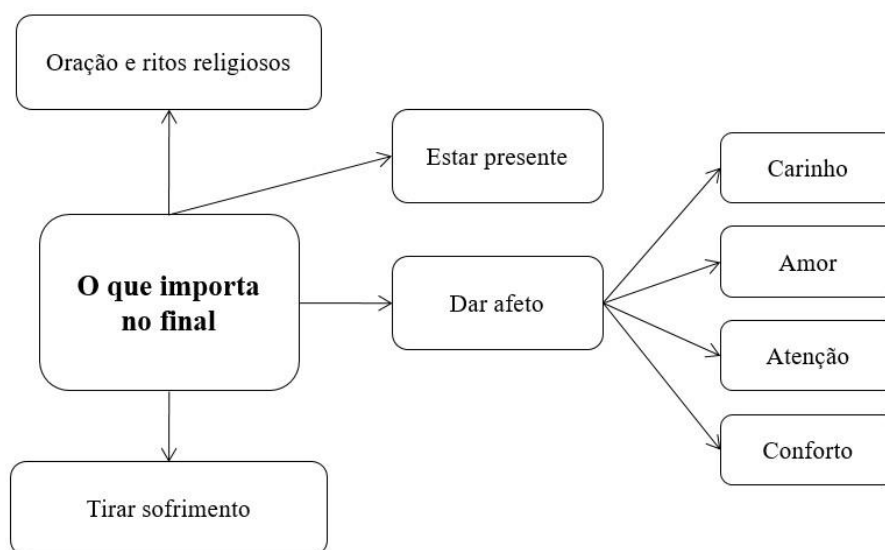 Oração e ritos religiosos
Estar presente
Carinho
O que importa
no final
Dar afeto
Amor
Atenção
Conforto
Tirar sofrimento